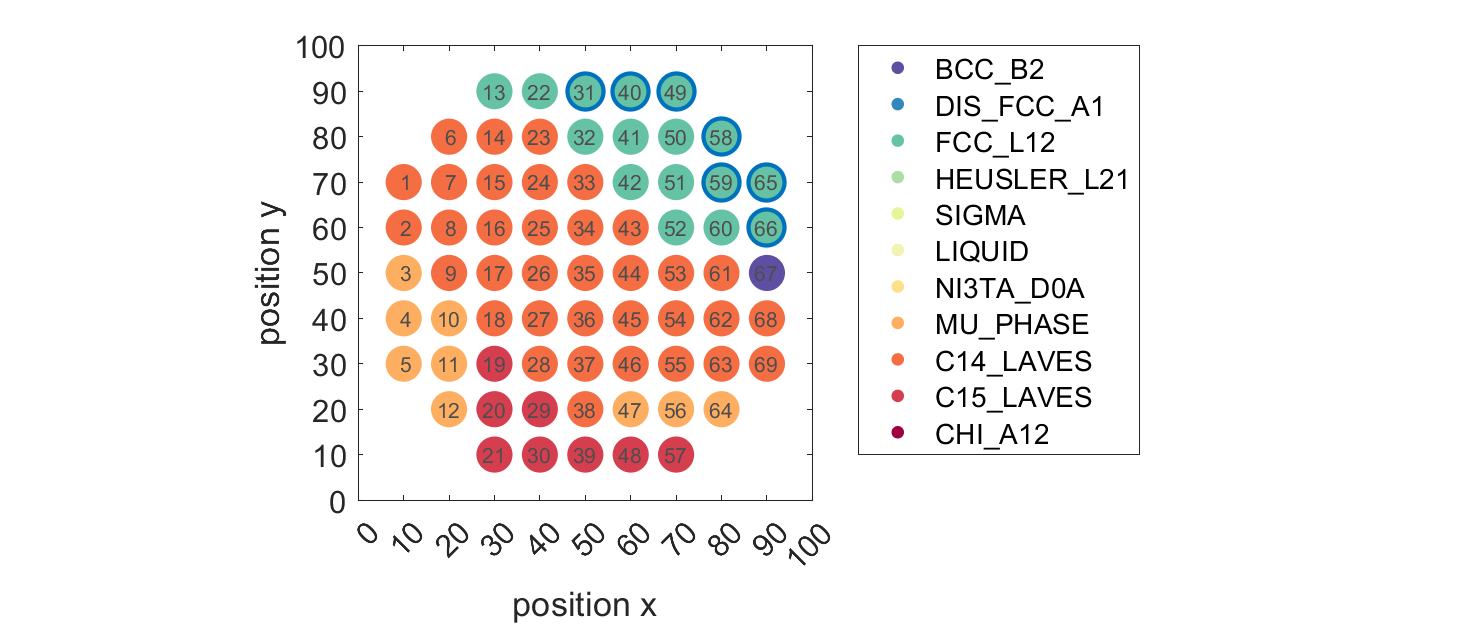 100
90
80
70
60
50
40
30
20
10
0
position y
13 22 31 40 49
6 14 23 32 41 50 58
1 7 15 24 33 42 51 59 65
2 8 16 25 34 43 52 60 66
3 9 17 26 35 44 53 61 67
4 10 18 27 36 45 54 62 68
5 11 19 28 37 46 55 63 69
12 20 29 38 47 56 64
21 30 39 48 57
0 10 20 30 40 50 60 70 80 90 100
position x
BCC_B2
DIS_FCC_A1
FCC_L12
HEUSLER_L21
SIGMA
LIQUID
NI3TA_D0A
MU_PHASE
C14_LAVES
C15_LAVES
CHI_A12